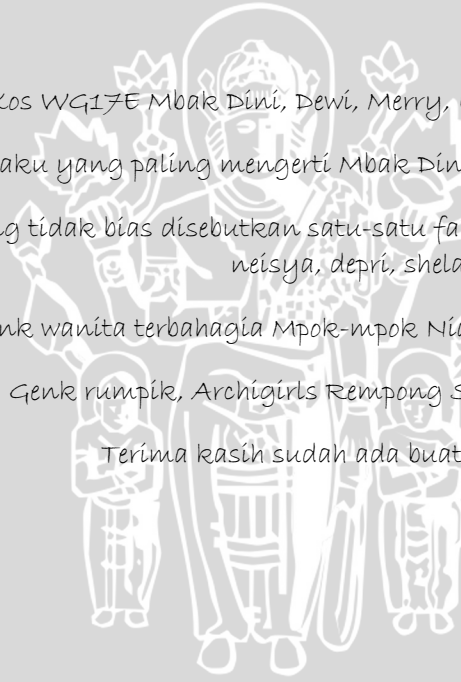 Kos WG17E Mbak Dini, Dewi, Merry,
aku yang paling mengerti Mbak Din
tidak bias disebutkan satu-satu fa
neisya, depri, shela
wanita terbahagia Mpok-mpok Ni
Genk rumpik, Archigirls Rempong S
Terima kasih sudah ada buat